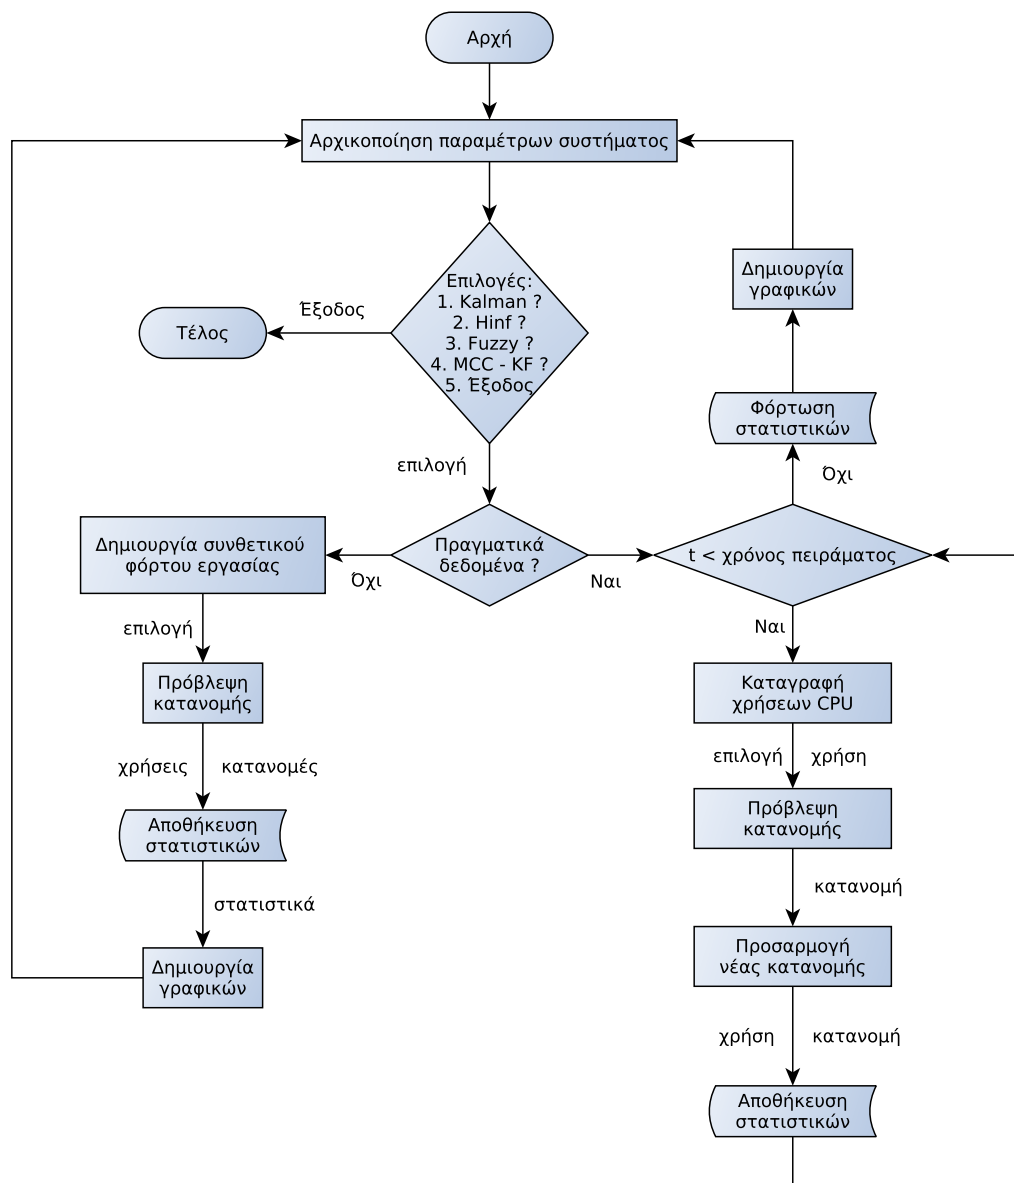 Αρχή
Αρχικοποίηση παραμέτρων συστήματος
Επιλογές:
1. Kalman ?
2. Hinf ?
3. Fuzzy ?
4. MCC - KF ?
5. Έξοδος
Έξοδος
Τέλος
Δημιουργία
γραφικών
Φόρτωση
στατιστικών
Όχι
επιλογή
Πραγματικά
δεδομένα ?
Όχι
Ναι
t < χρόνος πειράματος
Ναι
Δημιουργία συνθετικού
φόρτου εργασίας
επιλογή
Πρόβλεψη
κατανομής
χρήσεις
κατανομές
Αποθήκευση
στατιστικών
στατιστικά
Δημιουργία
γραφικών
Καταγραφή
χρήσεων CPU
επιλογή
χρήση
Πρόβλεψη
κατανομής
κατανομή
Προσαρμογή
νέας κατανομής
χρήση
κατανομή
Αποθήκευση
στατιστικών